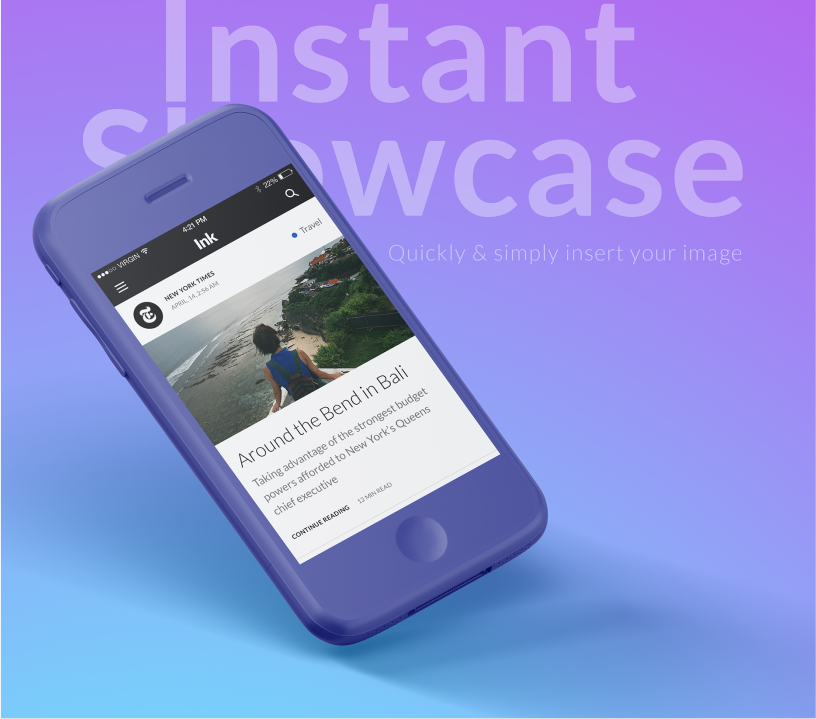 Instant
Showcase
Quickly & simply insert your image
VIRGIN
4:21 PM
22%
Ink
NEW YORK TIMES
APRIL, 14, 2:56 AM
Travel
Around the Bend in Bali
Taking advantage of the strongest budget
powers afforded to New York's Queens
chief executive
CONTINUE READING
12 MIN READ